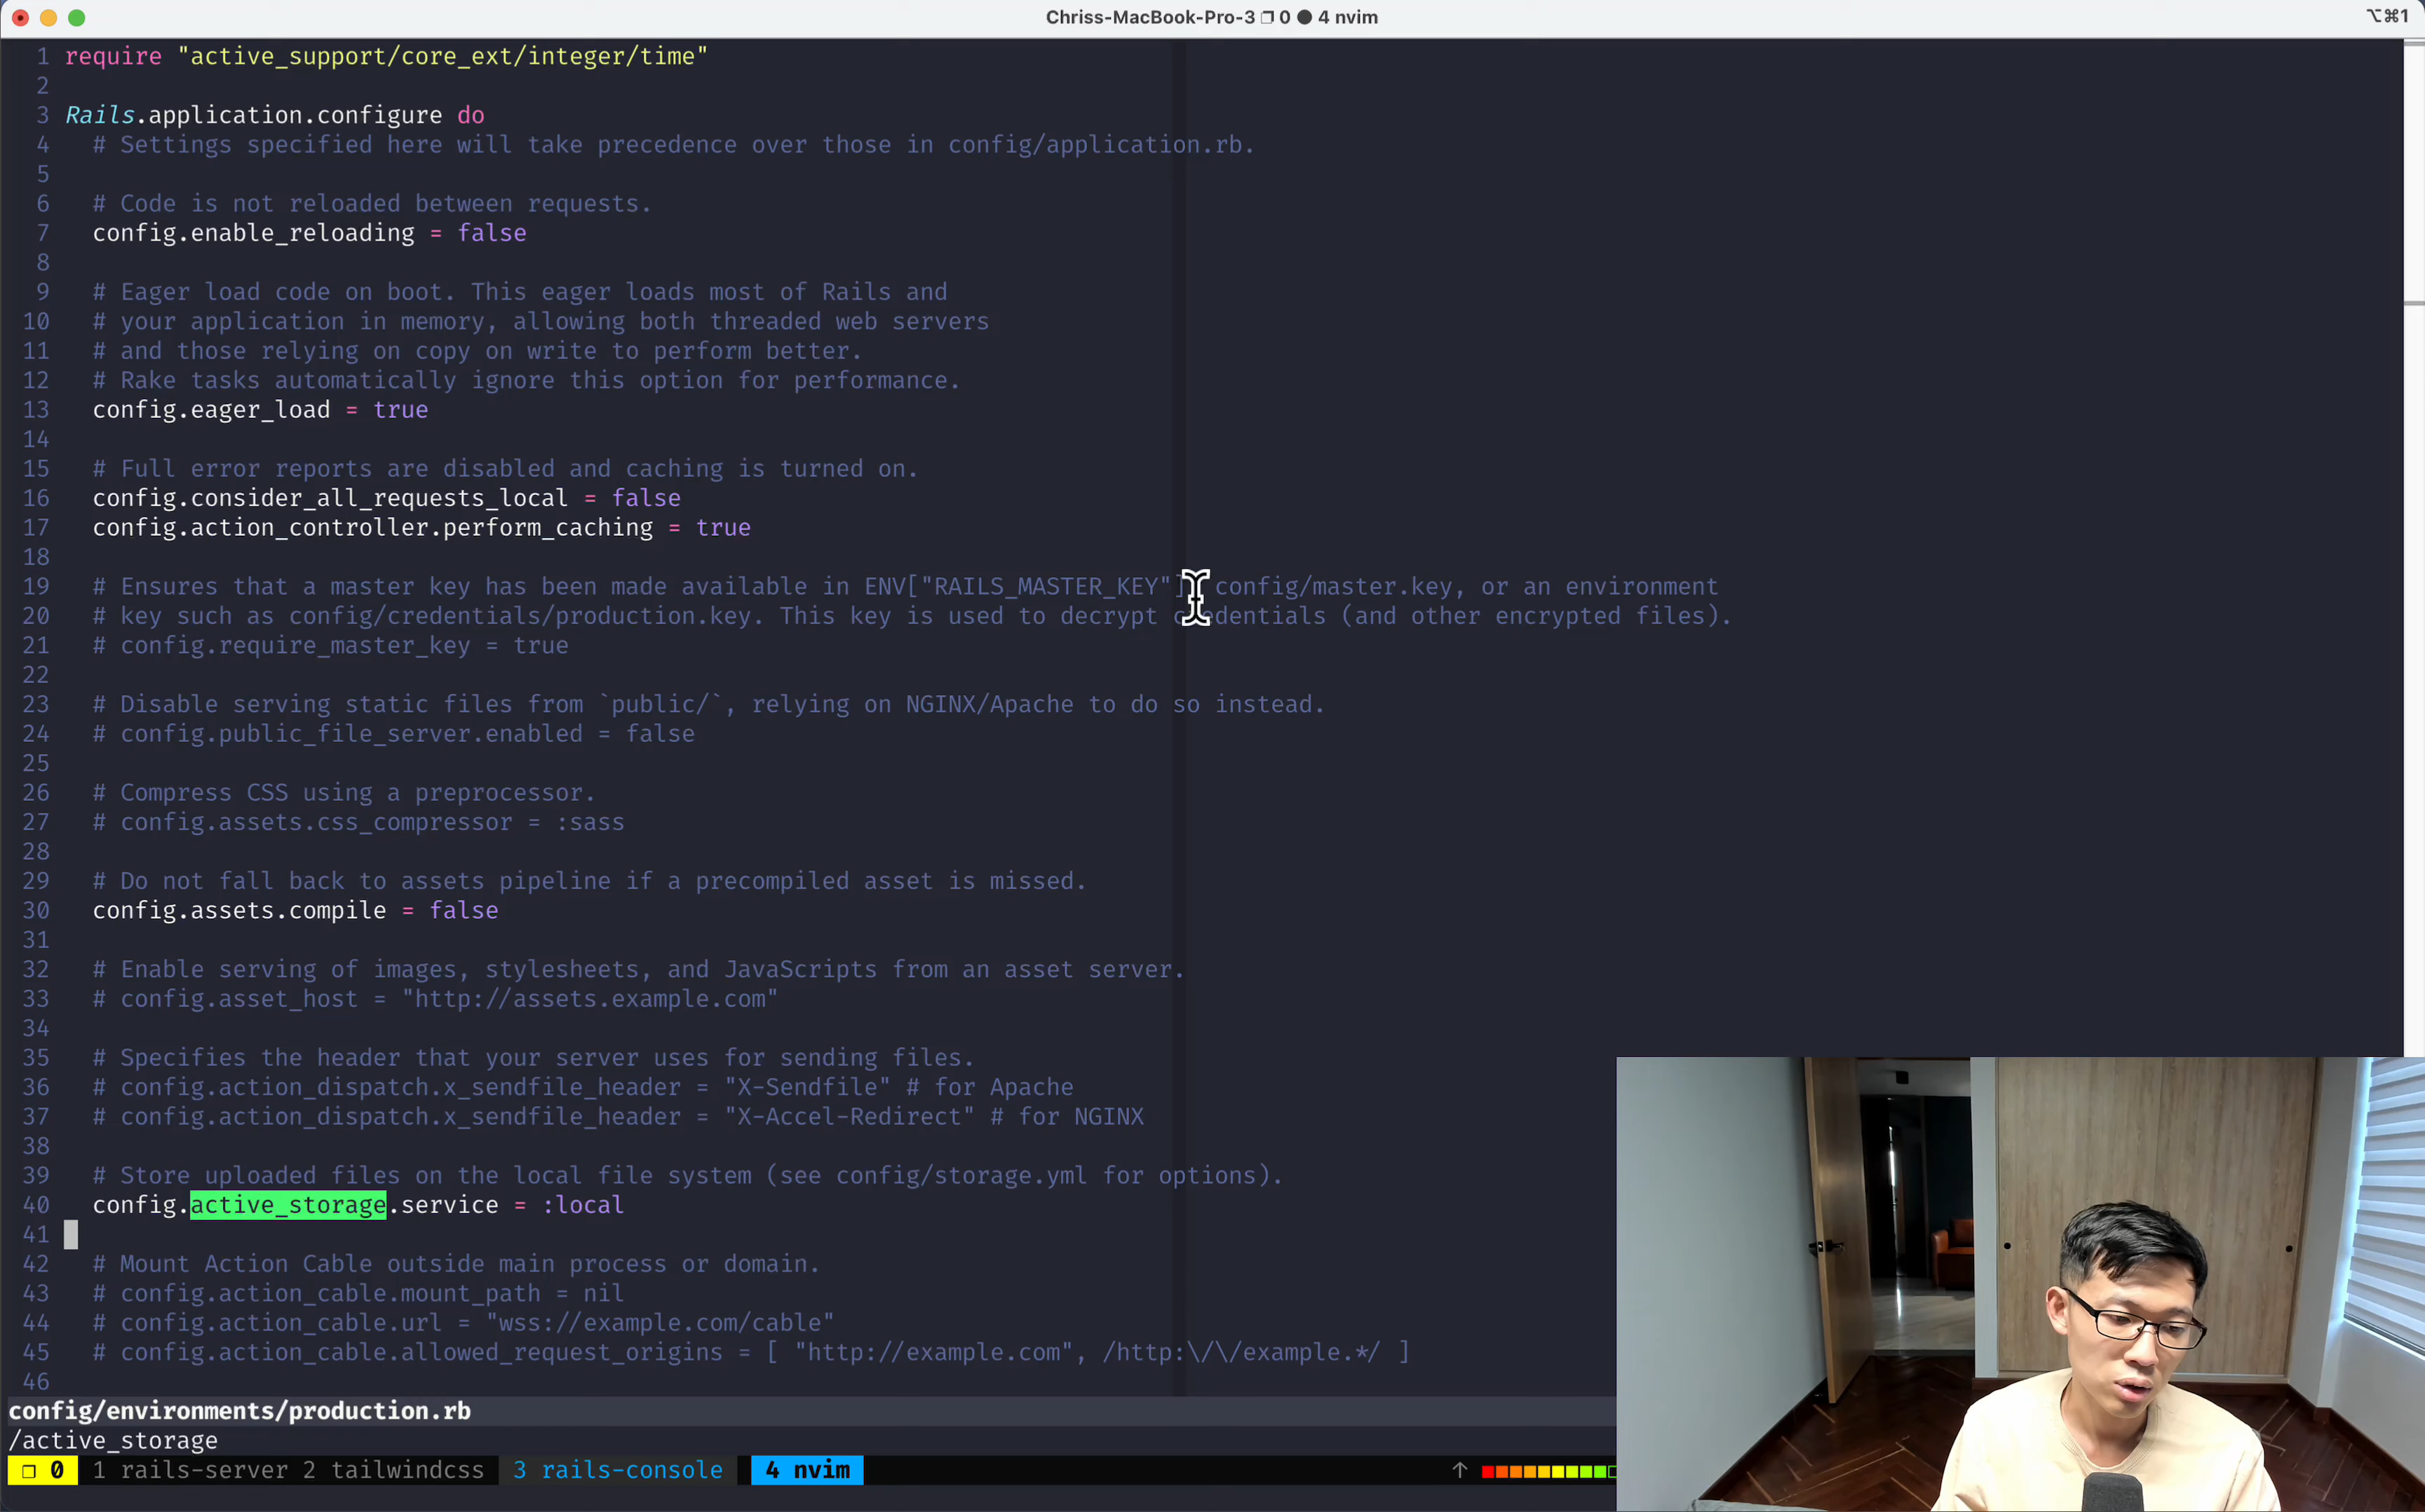 Chriss-MacBook-Pro-3 ❐ 0 ● 4 nvim
⌥⌘1
1 require "active_support/core_ext/integer/time"
2
3 Rails.application.configure do
4 # Settings specified here will take precedence over those in config/application.rb.
5
6 # Code is not reloaded between requests.
7 config.enable_reloading = false
8
9 # Eager load code on boot. This eager loads most of Rails and
10 # your application in memory, allowing both threaded web servers
11 # and those relying on copy on write to perform better.
12 # Rake tasks automatically ignore this option for performance.
13 config.eager_load = true
14
15 # Full error reports are disabled and caching is turned on.
16 config.consider_all_requests_local = false
17 config.action_controller.perform_caching = true
18
19 # Ensures that a master key has been made available in ENV["RAILS_MASTER_KEY"], config/master.key, or an environment
20 # key such as config/credentials/production.key. This key is used to decrypt credentials (and other encrypted files).
21 # config.require_master_key = true
22
23 # Disable serving static files from `public/`, relying on NGINX/Apache to do so instead.
24 # config.public_file_server.enabled = false
25
26 # Compress CSS using a preprocessor.
27 # config.assets.css_compressor = :sass
28
29 # Do not fall back to assets pipeline if a precompiled asset is missed.
30 config.assets.compile = false
31
32 # Enable serving of images, stylesheets, and JavaScripts from an asset server.
33 # config.asset_host = "http://assets.example.com"
34
35 # Specifies the header that your server uses for sending files.
36 # config.action_dispatch.x_sendfile_header = "X-Sendfile" # for Apache
37 # config.action_dispatch.x_sendfile_header = "X-Accel-Redirect" # for NGINX
38
39 # Store uploaded files on the local file system (see config/storage.yml for options).
40 config.active_storage.service = :local
41
42 # Mount Action Cable outside main process or domain.
43 # config.action_cable.mount_path = nil
44 # config.action_cable.url = "wss://example.com/cable"
45 # config.action_cable.allowed_request_origins = [ "http://example.com", /http:\/\/example.*/ ]
46
config/environments/production.rb
/active_storage
❐ 0 1 rails-server 2 tailwindcss 3 rails-console 4 nvim ↑